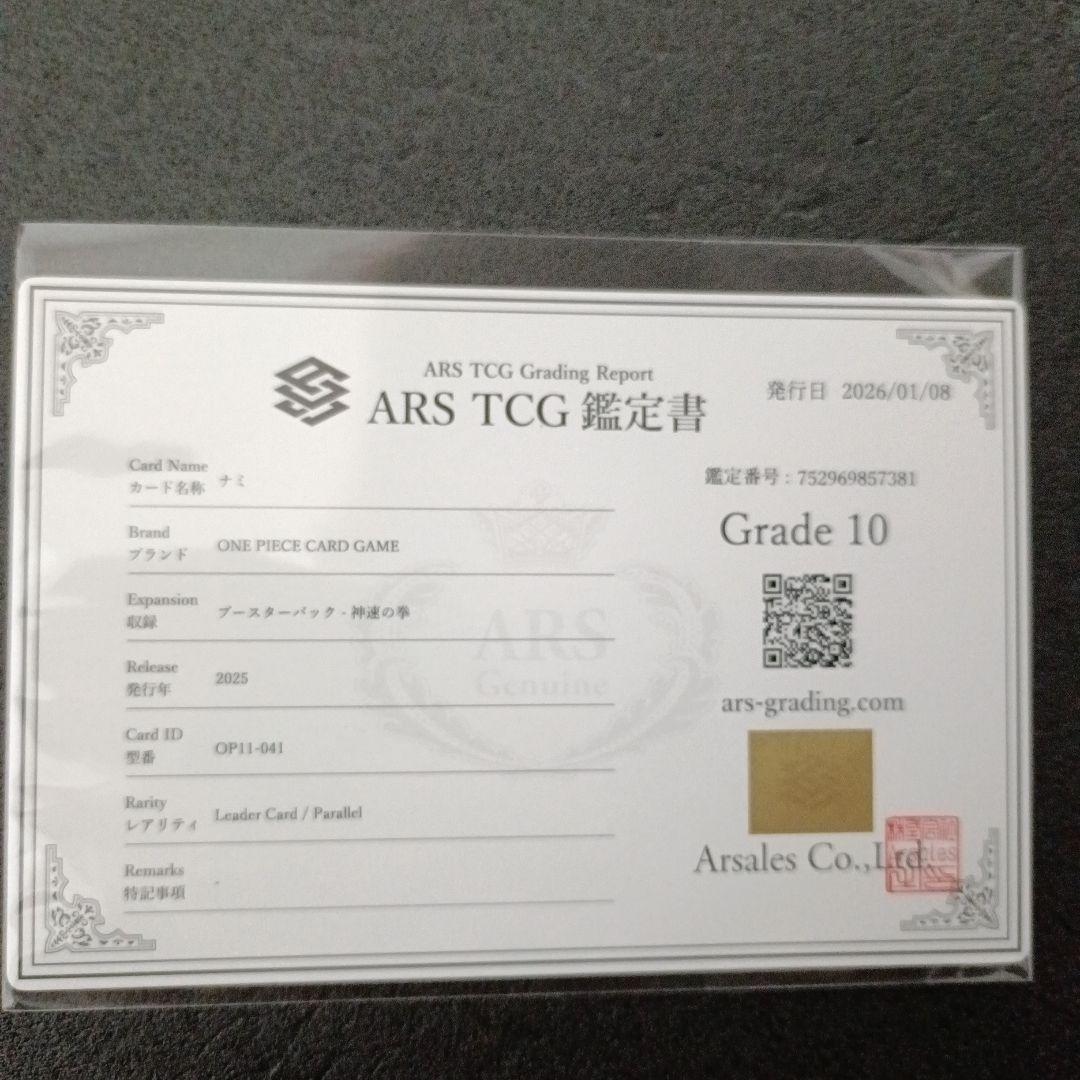 ARS TCG Grading Report
ARS TCG 鑑定書
発行日 2026/01/08
Card Name
カード名称
ナミ
鑑定番号 : 752969857381
Grade 10
Brand
ブランド
ONE PIECE CARD GAME
Expansion
収録
ブースターパック - 神速の拳
Release
発行年
2025
Card ID
型番
OP11-041
Rarity
レアリティ
Leader Card / Parallel
Remarks
特記事項
-
ARS
Genuine
ars-grading.com
Arsales Co.,Ltd.